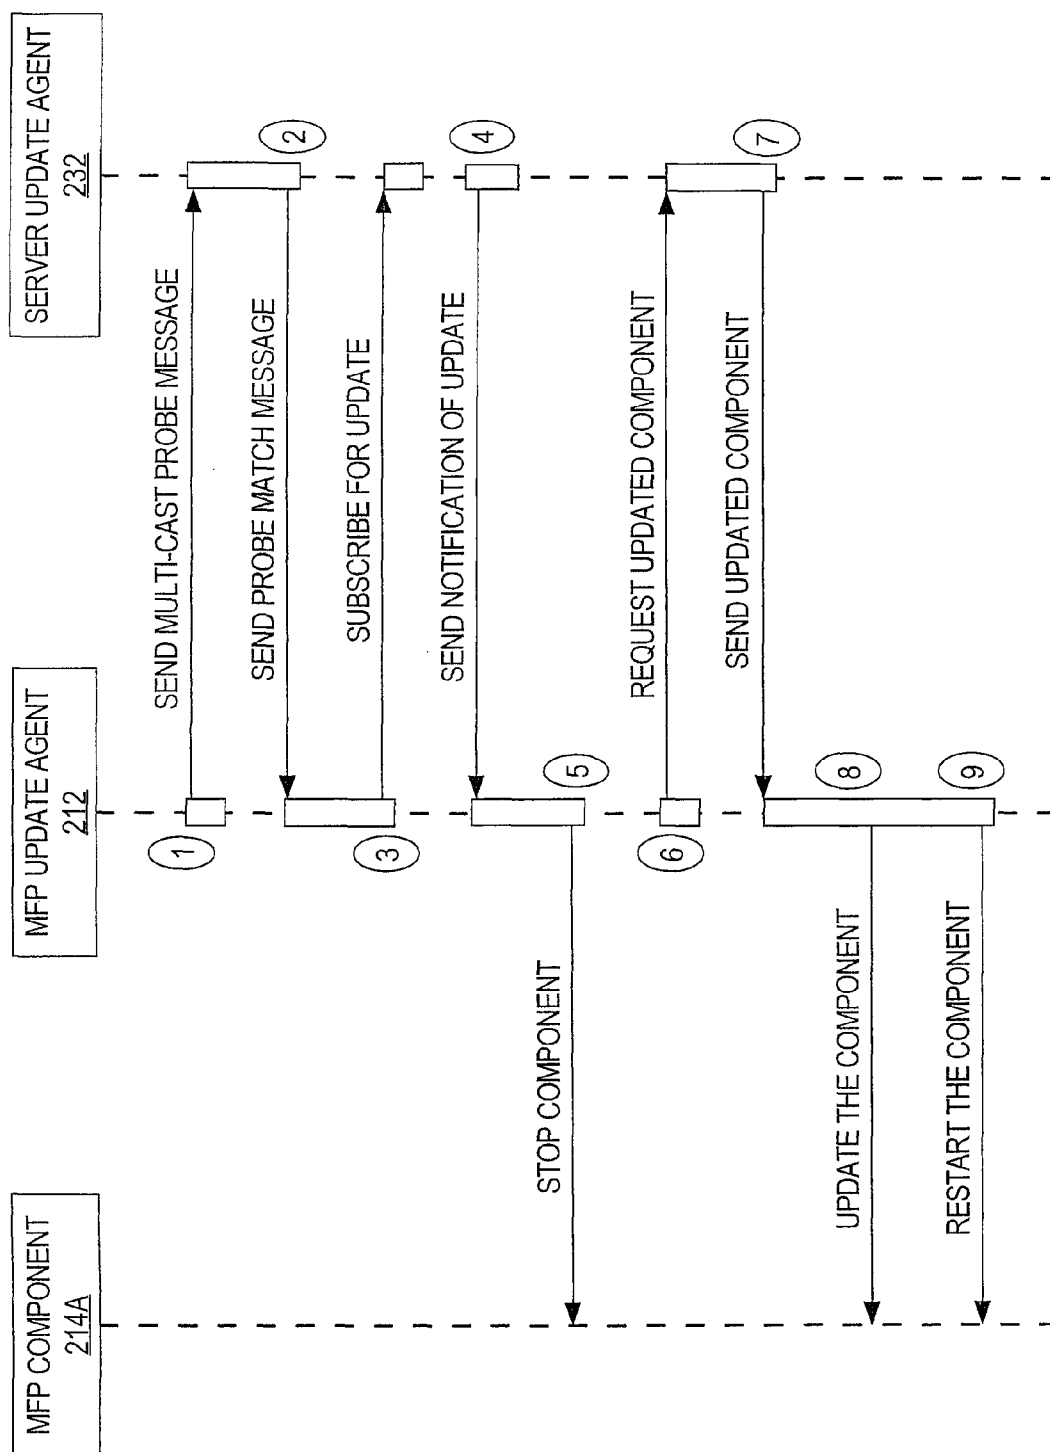 MFP COMPONENT
214A
MFP UPDATE AGENT
212
SERVER UPDATE AGENT
232
1
SEND MULTI-CAST PROBE MESSAGE
2
SEND PROBE MATCH MESSAGE
3
SUBSCRIBE FOR UPDATE
4
SEND NOTIFICATION OF UPDATE
5
STOP COMPONENT
6
REQUEST UPDATED COMPONENT
7
SEND UPDATED COMPONENT
8
UPDATE THE COMPONENT
9
RESTART THE COMPONENT